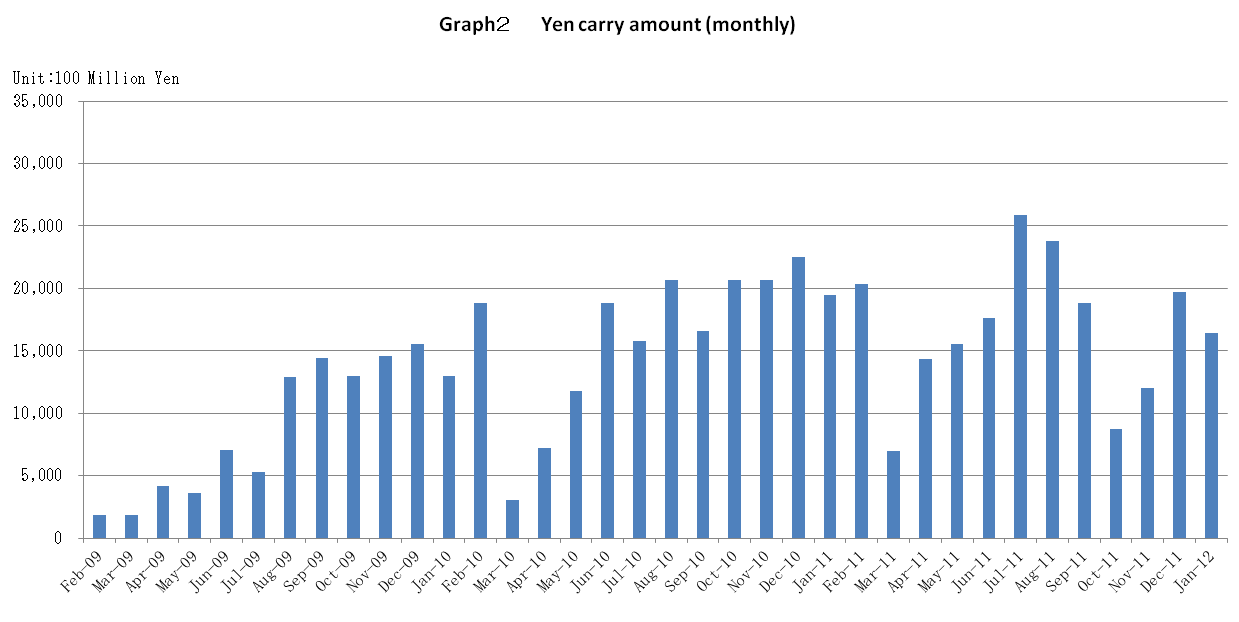 Graph２ Yen carry amount (monthly)
Unit:100 Million Yen
35,000
30,000
25,000
20,000
15,000
10,000
5,000
0
Feb-09 Mar-09 Apr-09 May-09 Jun-09 Jul-09 Aug-09 Sep-09 Oct-09 Nov-09 Dec-09 Jan-10 Feb-10 Mar-10 Apr-10 May-10 Jun-10 Jul-10 Aug-10 Sep-10 Oct-10 Nov-10 Dec-10 Jan-11 Feb-11 Mar-11 Apr-11 May-11 Jun-11 Jul-11 Aug-11 Sep-11 Oct-11 Nov-11 Dec-11 Jan-12